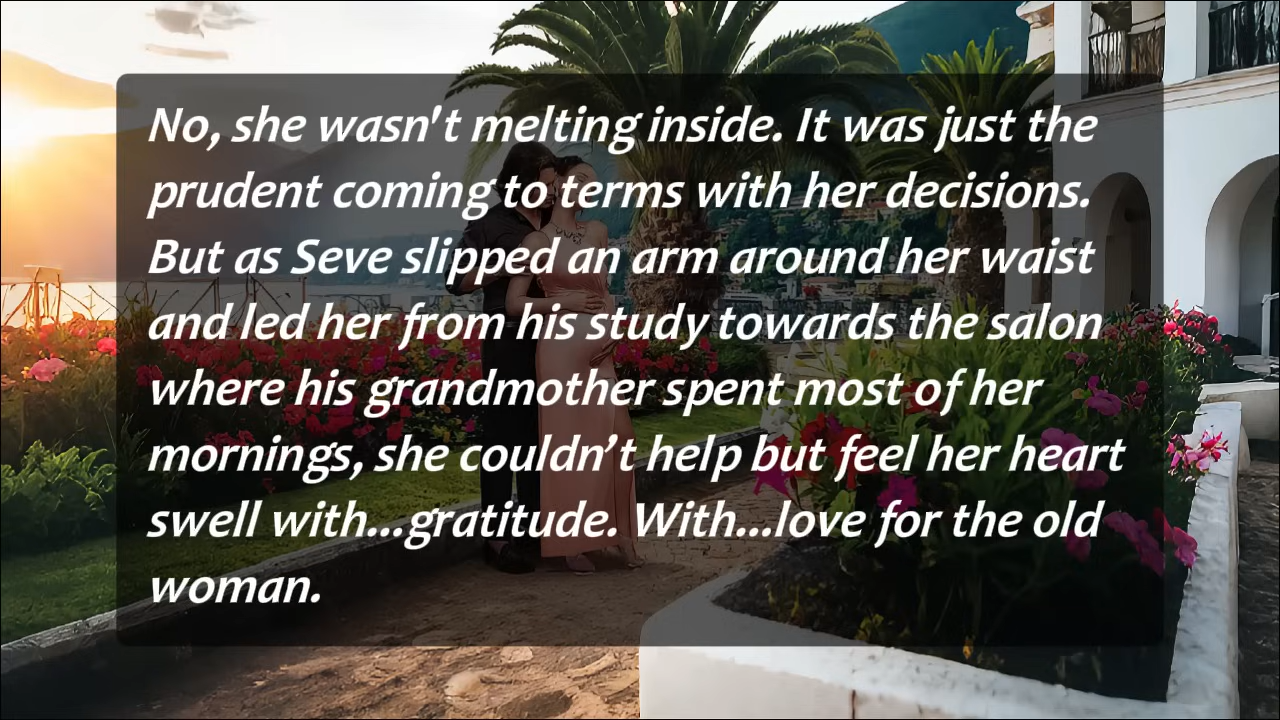 No, she wasn't melting inside. It was just the
prudent coming to terms with her decisions.
But as Seve slipped an arm around her waist
and led her from his study towards the salon
where his grandmother spent most of her
mornings, she couldn’t help but feel her heart
swell with...gratitude. With...love for the old
woman.